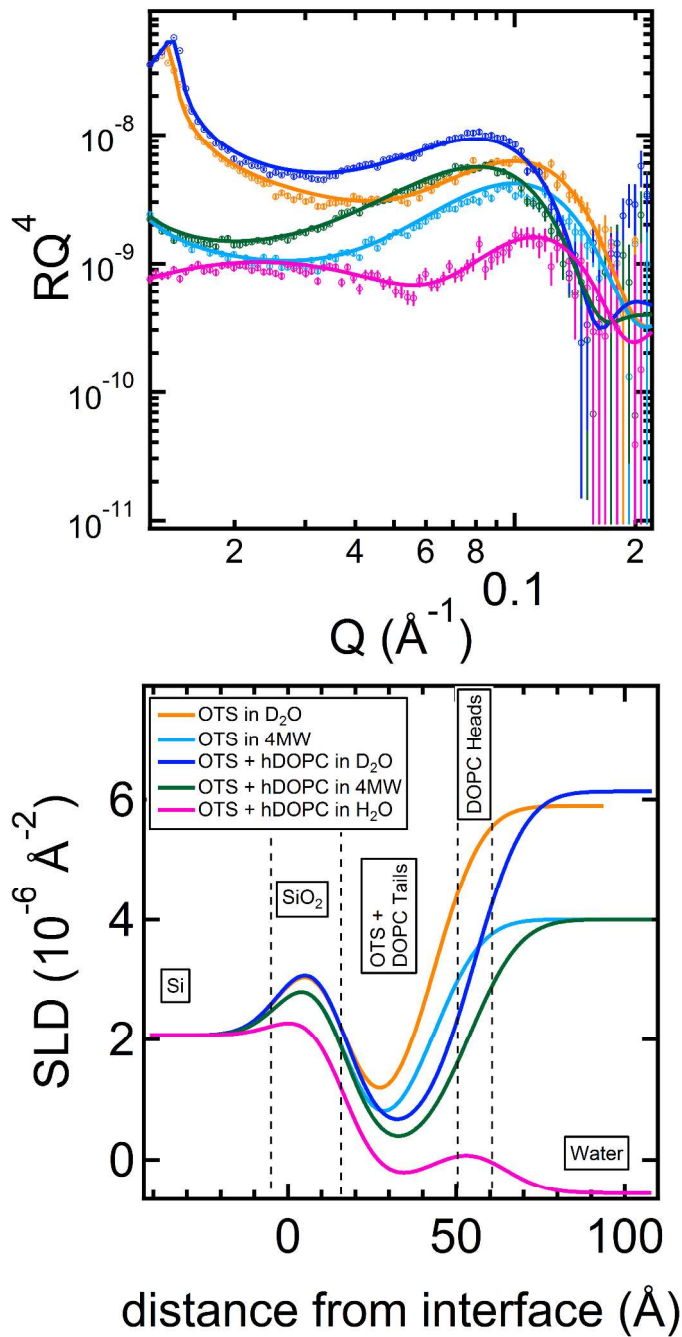 RQ⁴
10⁻⁸
10⁻⁹
10⁻¹⁰
10⁻¹¹
2 4 6 8 2
0.1
Q (Å⁻¹)
SLD (10⁻⁶ Å⁻²)
6
4
2
0
OTS in D₂O
OTS in 4MW
OTS + hDOPC in D₂O
OTS + hDOPC in 4MW
OTS + hDOPC in H₂O
DOPC Heads
SiO₂
OTS +
DOPC Tails
Si
Water
0 50 100
distance from interface (Å)